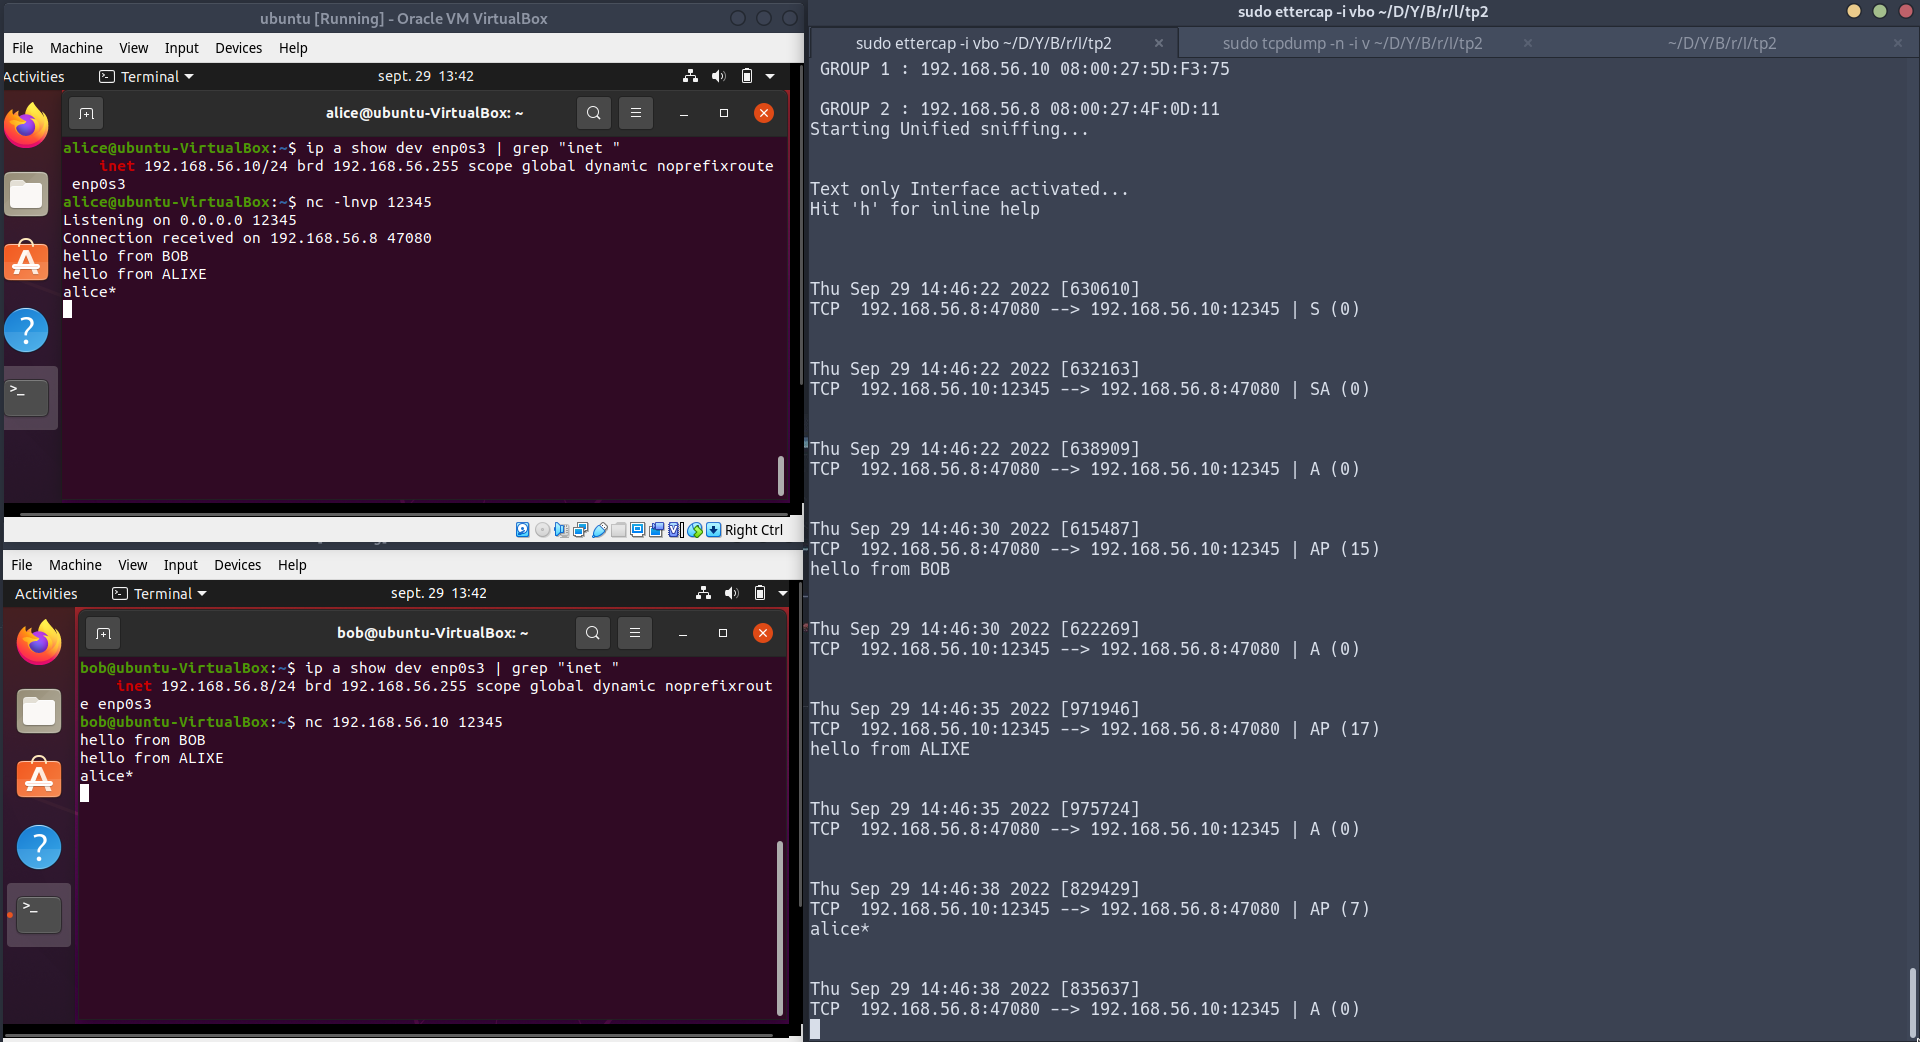 ubuntu [Running] - Oracle VM VirtualBox
File Machine View Input Devices Help
Activities Terminal sept. 29 13:42
alice@ubuntu-VirtualBox: ~
alice@ubuntu-VirtualBox:~$ ip a show dev enp0s3 | grep "inet "
inet 192.168.56.10/24 brd 192.168.56.255 scope global dynamic noprefixroute
enp0s3
alice@ubuntu-VirtualBox:~$ nc -lnvp 12345
Listening on 0.0.0.0 12345
Connection received on 192.168.56.8 47080
hello from BOB
hello from ALIXE
alice*
Right Ctrl
File Machine View Input Devices Help
Activities Terminal sept. 29 13:42
bob@ubuntu-VirtualBox: ~
bob@ubuntu-VirtualBox:~$ ip a show dev enp0s3 | grep "inet "
inet 192.168.56.8/24 brd 192.168.56.255 scope global dynamic noprefixrout
e enp0s3
bob@ubuntu-VirtualBox:~$ nc 192.168.56.10 12345
hello from BOB
hello from ALIXE
alice*
sudo ettercap -i vbo ~/D/Y/B/r/l/tp2
sudo ettercap -i vbo ~/D/Y/B/r/l/tp2 × sudo tcpdump -n -i v ~/D/Y/B/r/l/tp2 × ~/D/Y/B/r/l/tp2 ×
GROUP 1 : 192.168.56.10 08:00:27:5D:F3:75
GROUP 2 : 192.168.56.8 08:00:27:4F:0D:11
Starting Unified sniffing...
Text only Interface activated...
Hit 'h' for inline help
Thu Sep 29 14:46:22 2022 [630610]
TCP 192.168.56.8:47080 --> 192.168.56.10:12345 | S (0)
Thu Sep 29 14:46:22 2022 [632163]
TCP 192.168.56.10:12345 --> 192.168.56.8:47080 | SA (0)
Thu Sep 29 14:46:22 2022 [638909]
TCP 192.168.56.8:47080 --> 192.168.56.10:12345 | A (0)
Thu Sep 29 14:46:30 2022 [615487]
TCP 192.168.56.8:47080 --> 192.168.56.10:12345 | AP (15)
hello from BOB
Thu Sep 29 14:46:30 2022 [622269]
TCP 192.168.56.10:12345 --> 192.168.56.8:47080 | A (0)
Thu Sep 29 14:46:35 2022 [971946]
TCP 192.168.56.10:12345 --> 192.168.56.8:47080 | AP (17)
hello from ALIXE
Thu Sep 29 14:46:35 2022 [975724]
TCP 192.168.56.8:47080 --> 192.168.56.10:12345 | A (0)
Thu Sep 29 14:46:38 2022 [829429]
TCP 192.168.56.10:12345 --> 192.168.56.8:47080 | AP (7)
alice*
Thu Sep 29 14:46:38 2022 [835637]
TCP 192.168.56.8:47080 --> 192.168.56.10:12345 | A (0)